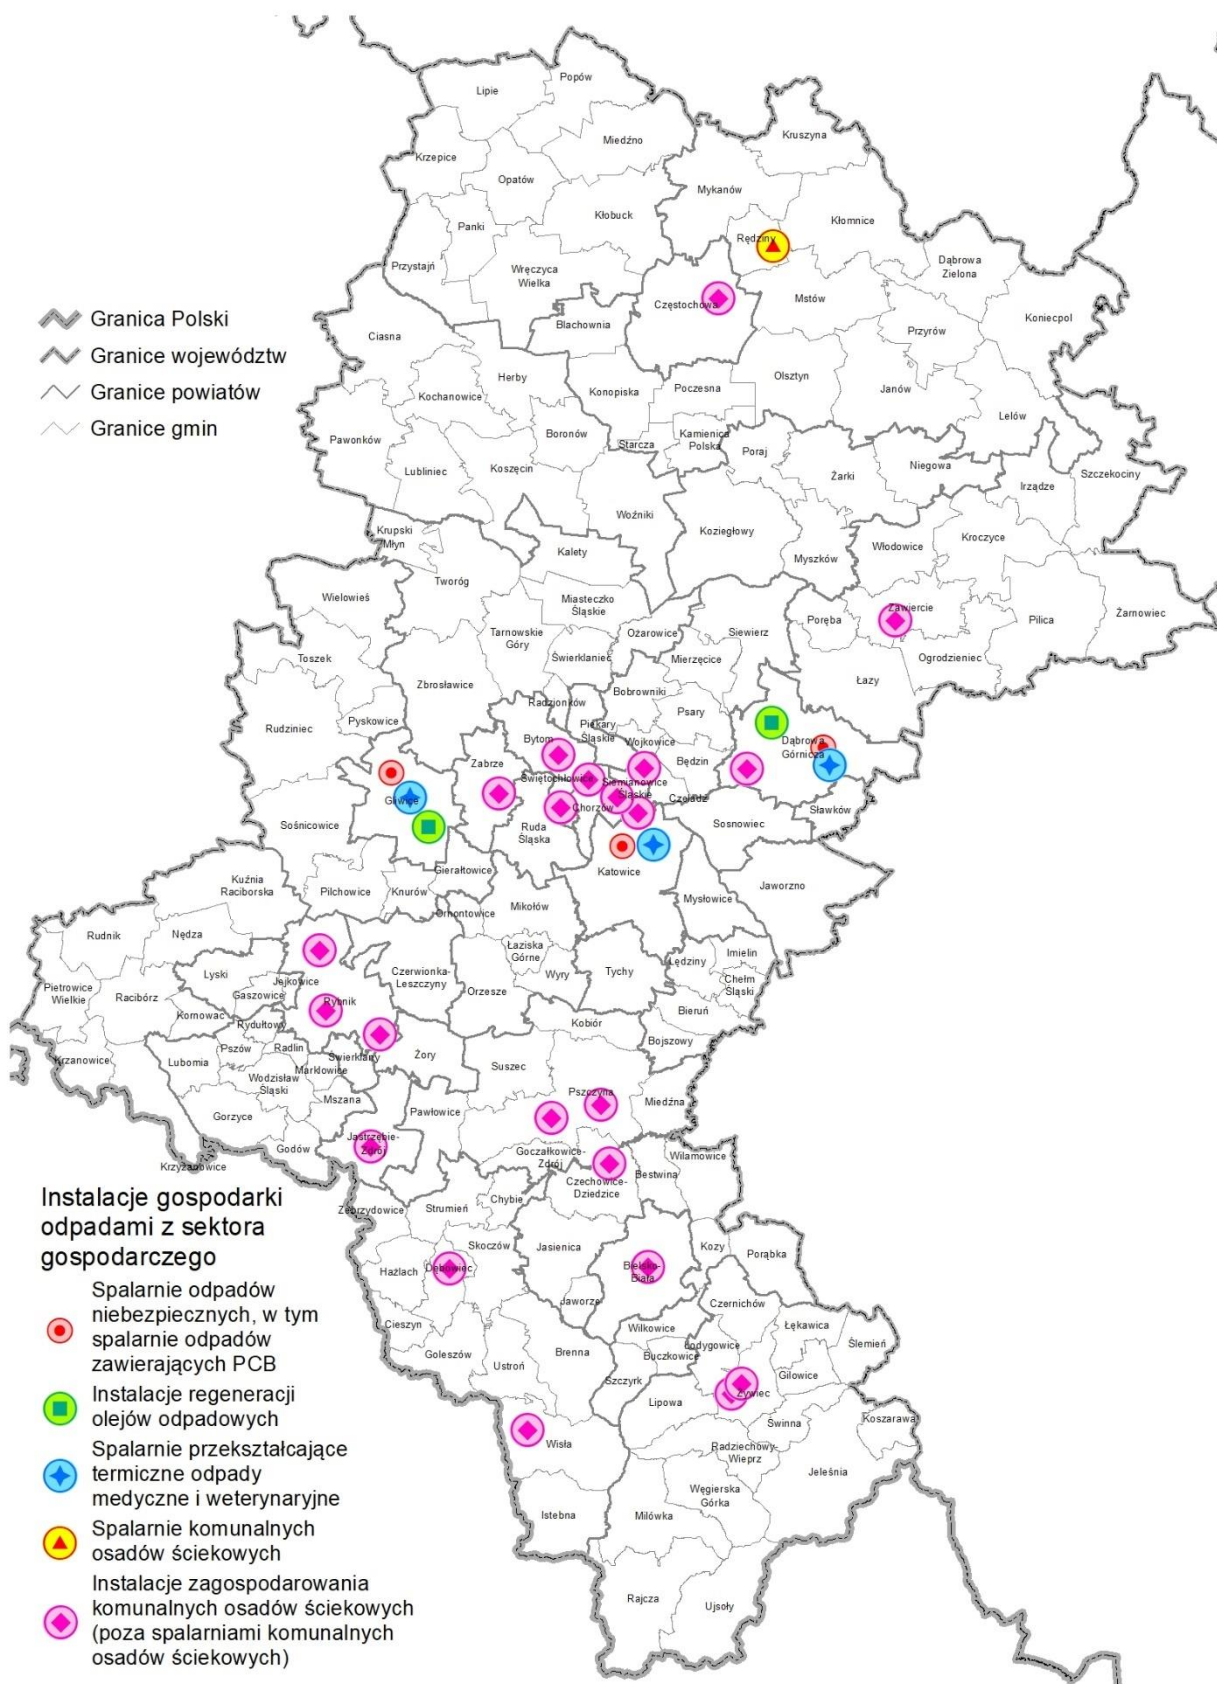 Lipie
Popów
Kruszyna
Miedźno
Krzepice
Opatów
Mykanów
Kłobuck
Kłomnice
Panki
Rędziny
Dąbrowa
Zielona
Przystajń
Wręczyca
Wielka
Częstochowa
Mstów
Koniecpol
Blachownia
Przyrów
Ciasna
Granica Polski
Granice województw
Granice powiatów
Granice gmin
Herby
Kochanowice
Konopiska
Poczesna
Olsztyn
Janów
Lelów
Pawonków
Boronów
Starcza
Kamienica
Polska
Poraj
Lubliniec
Koszęcin
Żarki
Niegowa
Szczekociny
Irządze
Woźniki
Koziegłowy
Krupski
Młyn
Kalety
Myszków
Włodowice
Kroczyce
Tworóg
Wielowieś
Miasteczko
Śląskie
Zawiercie
Żarnowiec
Pilica
Poręba
Tarnowskie
Góry
Ożarowice
Siewierz
Toszek
Świerklaniec
Mierzęcice
Ogrodzieniec
Łazy
Zbrosławice
Bobrowniki
Radzionków
Psary
Rudziniec
Pyskowice
Piekary
Śląskie
Bytom
Wojkowice
Dąbrowa
Górnicza
Zabrze
Będzin
Świętochłowice
Siemianowice
Śląskie
Gliwice
Chorzów
Czeladź
Sławków
Sośnicowice
Ruda
Śląska
Sosnowiec
Katowice
Gierałtowice
Kuźnia
Raciborska
Pilchowice
Knurów
Jaworzno
Mysłowice
Ornontowice
Mikołów
Rudnik
Nędza
Łaziska
Górne
Imielin
Lędziny
Lyski
Czerwionka-
Leszczyny
Wyry
Tychy
Chełm
Śląski
Pietrowice
Wielkie
Racibórz
Jejkowice
Gaszowice
Orzesze
Rybnik
Kornowac
Bieruń
Rydułtowy
Kobiór
Bojszowy
Krzanowice
Lubomia
Pszów
Radlin
Świerklany
Żory
Suszec
Marklowice
Wodzisław
Śląski
Mszana
Pszczyna
Miedźna
Gorzyce
Pawłowice
Jastrzębie-
Zdrój
Godów
Goczałkowice-
Zdrój
Krzyżanowice
Wilamowice
Bestwina
Czechowice-
Dziedzice
Instalacje gospodarki
odpadami z sektora
gospodarczego
Zebrzydowice
Strumień
Chybie
Skoczów
Jasienica
Kozy
Porąbka
Hażlach
Dębowiec
Bielsko-
Biała
Jaworze
Czernichów
Łękawica
Cieszyn
Wilkowice
Łodygowice
Ślemień
Goleszów
Brenna
Buczkowice
Ustroń
Gilowice
Szczyrk
Lipowa
Żywiec
Koszarawa
Świnna
Wisła
Radziechowy-
Wieprz
Jeleśnia
Węgierska
Górka
Istebna
Milówka
Rajcza
Ujsoły
Spalarnie odpadów
niebezpiecznych, w tym
spalarnie odpadów
zawierających PCB
Instalacje regeneracji
olejów odpadowych
Spalarnie przekształcające
termiczne odpady
medyczne i weterynaryjne
Spalarnie komunalnych
osadów ściekowych
Instalacje zagospodarowania
komunalnych osadów ściekowych
(poza spalarniami komunalnych
osadów ściekowych)